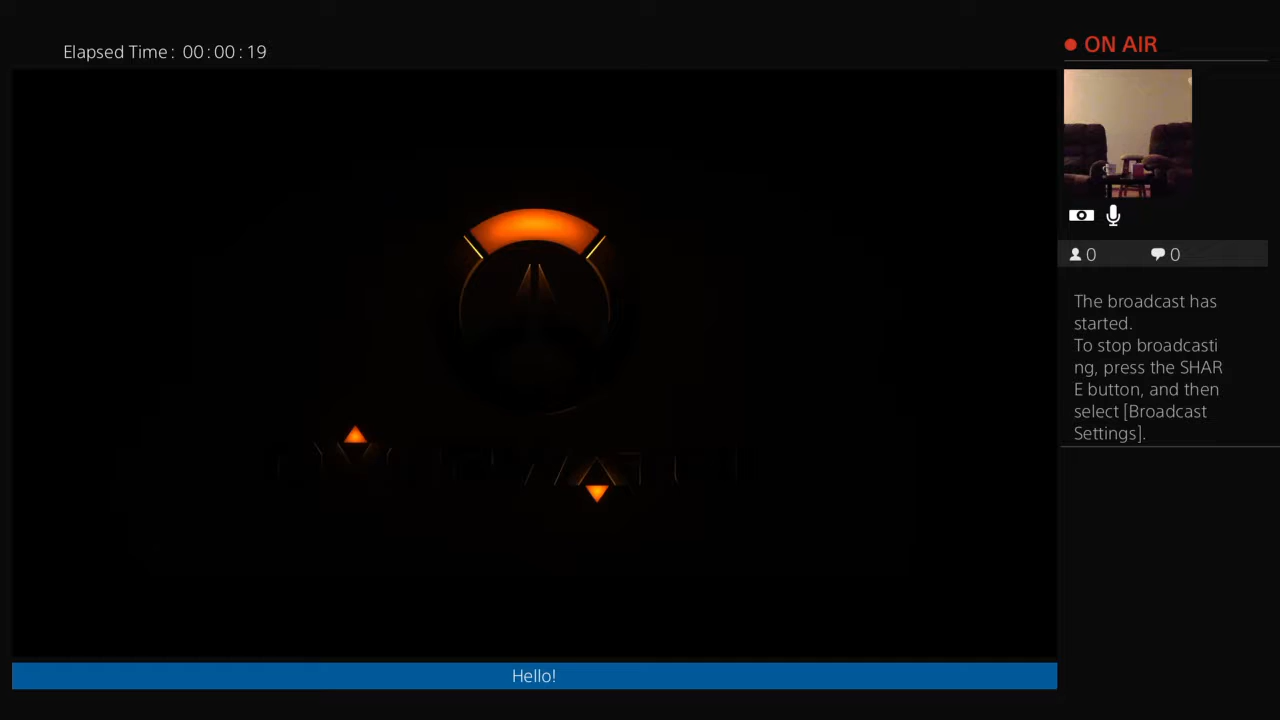 Elapsed Time: 00:00:19
ON AIR
0
0
The broadcast has
started.
To stop broadcasti
ng, press the SHAR
E button, and then
select [Broadcast
Settings].
OVERWATCH
Hello!